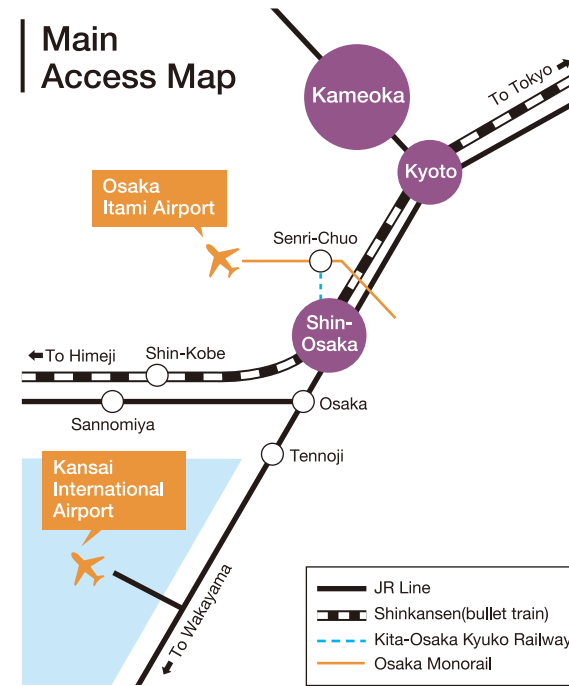 Main
Access Map
Kameoka
To Tokyo
Kyoto
Osaka
Itami Airport
Senri-Chuo
Shin-
Osaka
To Himeji
Shin-Kobe
Sannomiya
Osaka
Tennoji
Kansai
International
Airport
To Wakayama
JR Line
Shinkansen(bullet train)
Kita-Osaka Kyuko Railway
Osaka Monorail